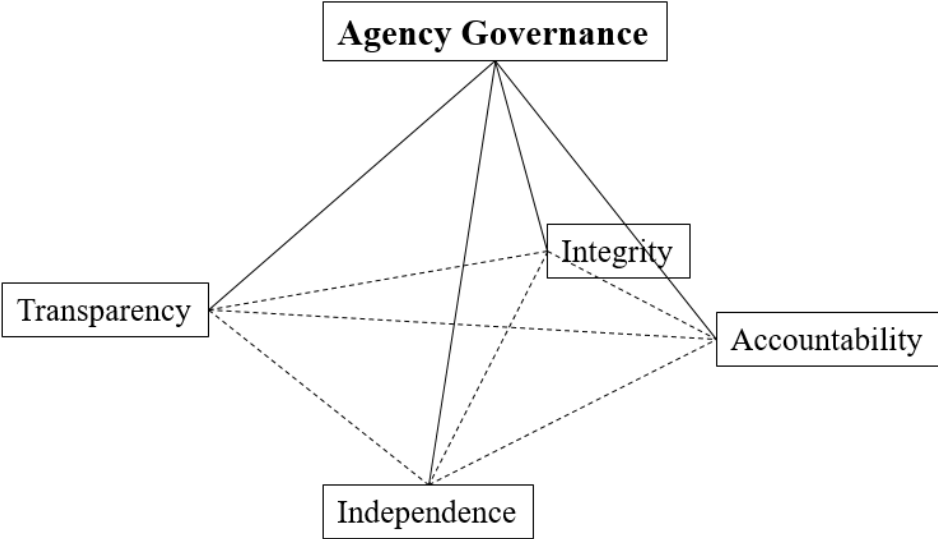 Agency Governance
Integrity
Transparency
Accountability
Independence